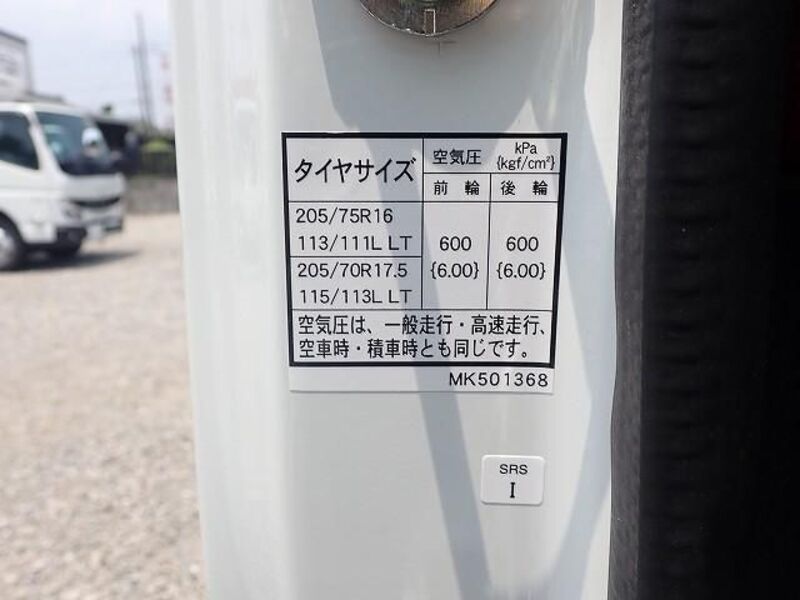 タイヤサイズ 空気圧 kPa {kgf/cm²}
前輪 後輪
205/75R16
113/111L LT 600 600
205/70R17.5 {6.00} {6.00}
115/113L LT
空気圧は、一般走行・高速走行、
空車時・積車時とも同じです。
MK501368
SRS
I